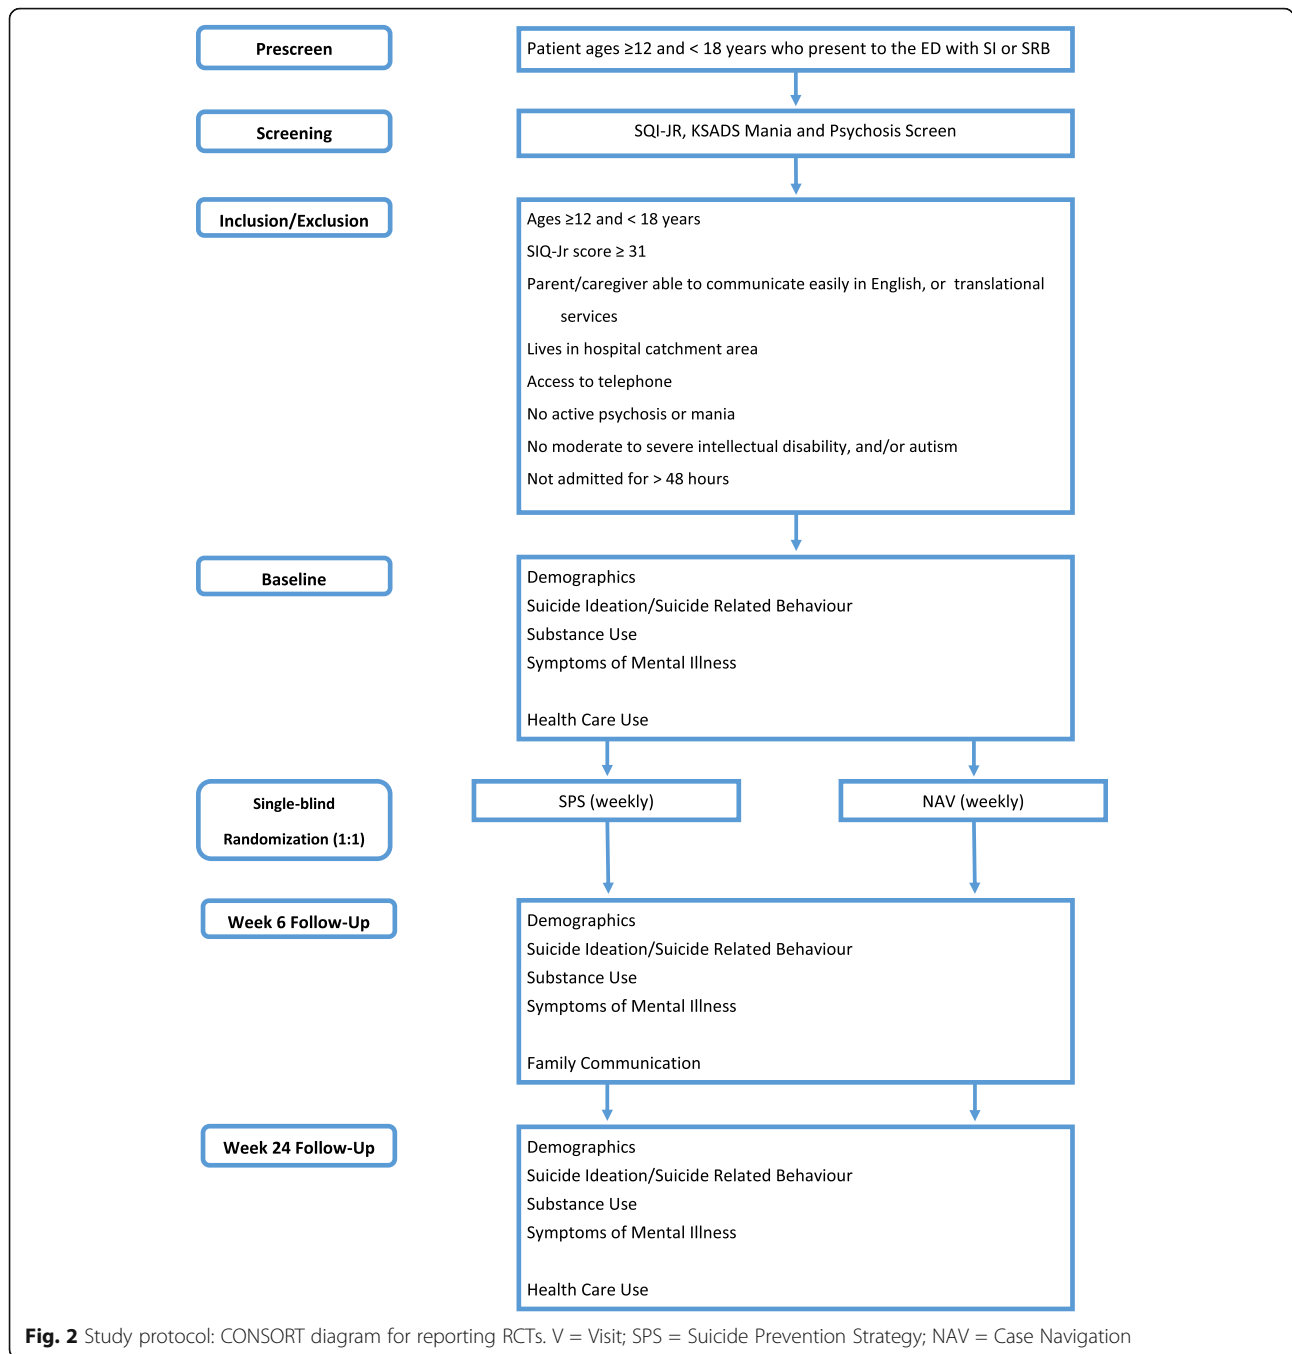 Prescreen
Patient ages ≥12 and < 18 years who present to the ED with SI or SRB
Screening
SQI-JR, KSADS Mania and Psychosis Screen
Inclusion/Exclusion
Ages ≥12 and < 18 years
SIQ-Jr score ≥ 31
Parent/caregiver able to communicate easily in English, or translational
services
Lives in hospital catchment area
Access to telephone
No active psychosis or mania
No moderate to severe intellectual disability, and/or autism
Not admitted for > 48 hours
Baseline
Demographics
Suicide Ideation/Suicide Related Behaviour
Substance Use
Symptoms of Mental Illness
Health Care Use
Single-blind
Randomization (1:1)
SPS (weekly)
NAV (weekly)
Week 6 Follow-Up
Demographics
Suicide Ideation/Suicide Related Behaviour
Substance Use
Symptoms of Mental Illness
Family Communication
Week 24 Follow-Up
Demographics
Suicide Ideation/Suicide Related Behaviour
Substance Use
Symptoms of Mental Illness
Health Care Use
Fig. 2 Study protocol: CONSORT diagram for reporting RCTs. V = Visit; SPS = Suicide Prevention Strategy; NAV = Case Navigation